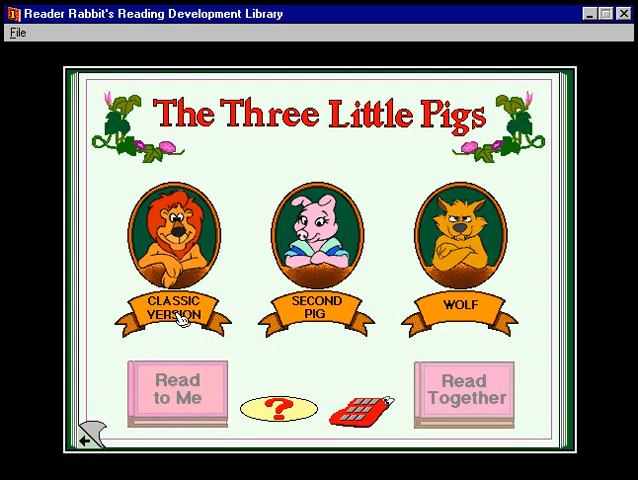 Reader Rabbit's Reading Development Library
File
The Three Little Pigs
CLASSIC
VERSION
SECOND
PIG
WOLF
Read
to Me
?
Read
Together